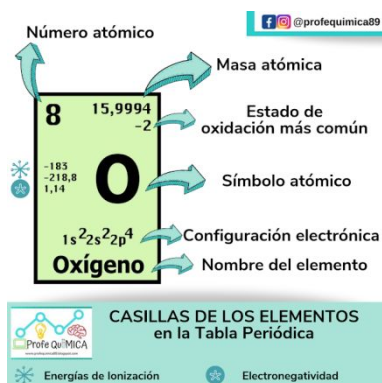 @profequimica89
Número atómico
Masa atómica
8
15,9994
-2
Estado de
oxidación más común
-183
-218,8
1,14
O
Símbolo atómico
1s²2s²2p⁴
Configuración electrónica
Oxígeno
Nombre del elemento
CASILLAS DE LOS ELEMENTOS
en la Tabla Periódica
Profe QuÍMICA
Energías de Ionización
Electronegatividad